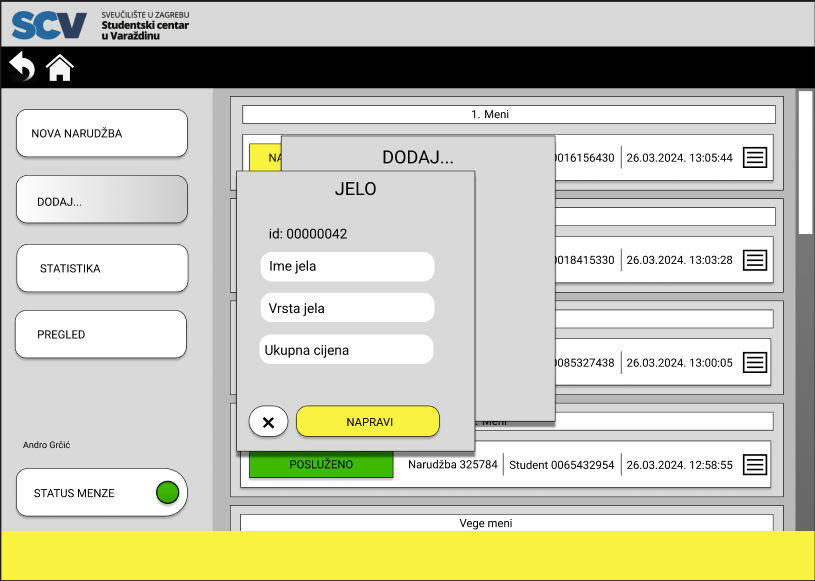 SCV
SVEUČILIŠTE U ZAGREBU
Studentski centar
u Varaždinu
NOVA NARUDŽBA
DODAJ...
STATISTIKA
PREGLED
Andro Grčić
STATUS MENZE
1. Meni
NA
0016156430
26.03.2024. 13:05:44
DODAJ...
JELO
id: 00000042
Ime jela
Vrsta jela
Ukupna cijena
NAPRAVI
0018415330
26.03.2024. 13:03:28
0085327438
26.03.2024. 13:00:05
Meni
POSLUŽENO
Narudžba 325784
Student 0065432954
26.03.2024. 12:58:55
Vege meni